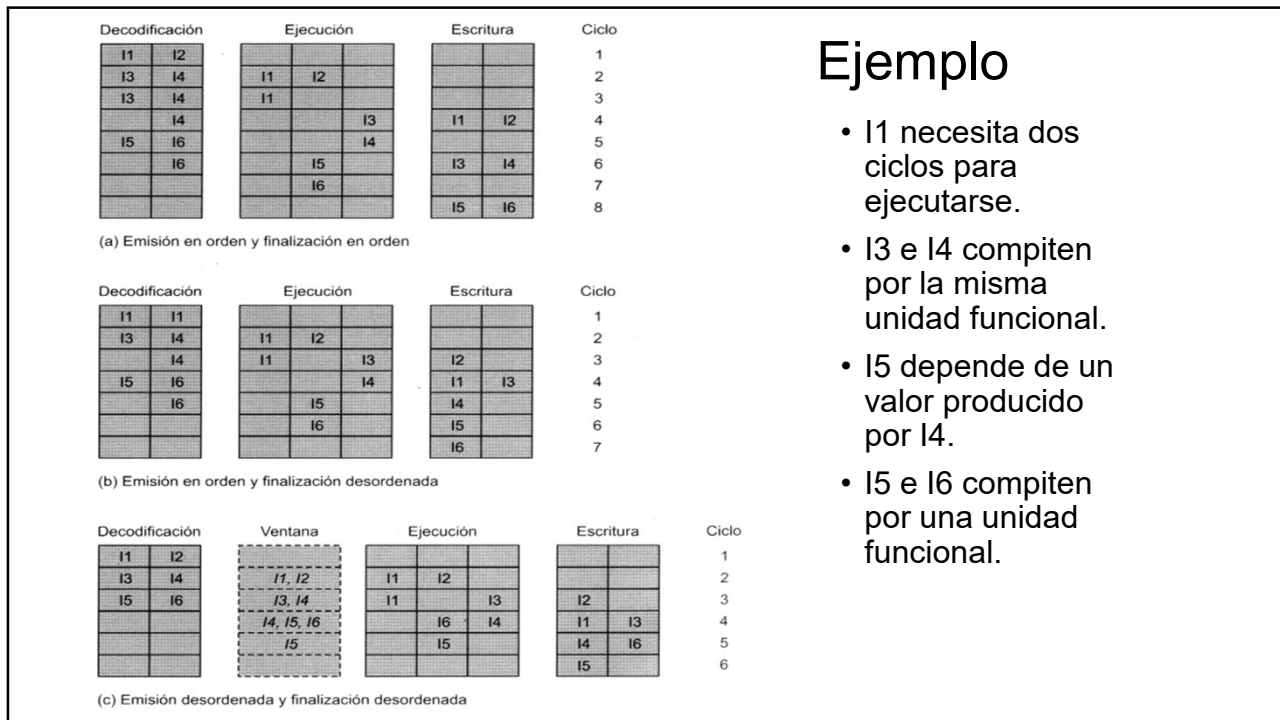 Decodificación Ejecución Escritura Ciclo
I1 I2 1
I3 I4 I1 I2 2
I3 I4 I1 3
I4 I3 I1 I2 4
I5 I6 I4 5
I6 I5 I3 I4 6
I6 7
I5 I6 8
(a) Emisión en orden y finalización en orden
Decodificación Ejecución Escritura Ciclo
I1 I1 1
I3 I4 I1 I2 2
I4 I1 I3 I2 3
I5 I6 I4 I1 I3 4
I6 I5 I4 5
I6 I5 6
I6 7
(b) Emisión en orden y finalización desordenada
Decodificación Ventana Ejecución Escritura Ciclo
I1 I2 1
I3 I4 I1, I2 I1 I2 2
I5 I6 I3, I4 I1 I3 I2 3
I4, I5, I6 I6 I4 I1 I3 4
I5 I5 I4 I6 5
I5 6
(c) Emisión desordenada y finalización desordenada
Ejemplo
• I1 necesita dos
ciclos para
ejecutarse.
• I3 e I4 compiten
por la misma
unidad funcional.
• I5 depende de un
valor producido
por I4.
• I5 e I6 compiten
por una unidad
funcional.